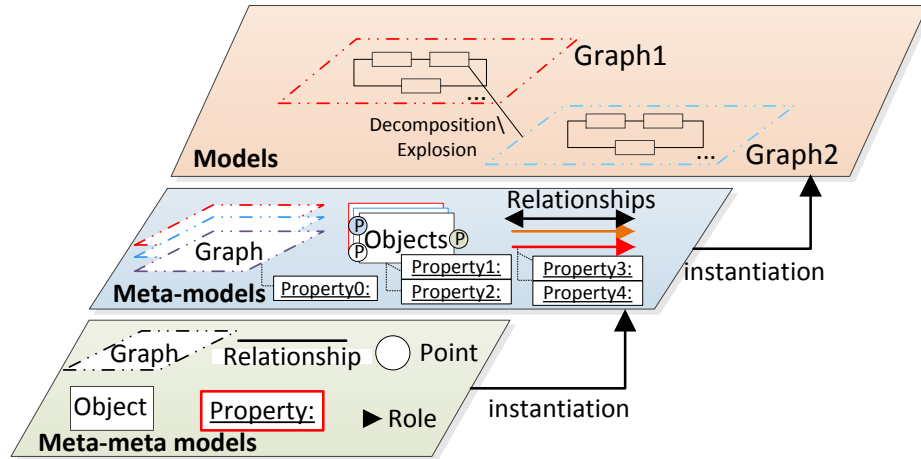 Graph1
...
Decomposition\
Explosion
...
Models
Graph2
Relationships
P
Objects
P
P
Graph
Property1:
Property3:
Property0:
Property2:
Property4:
Meta-models
instantiation
Graph
Relationship
Point
Object
Property:
Role
instantiation
Meta-meta models